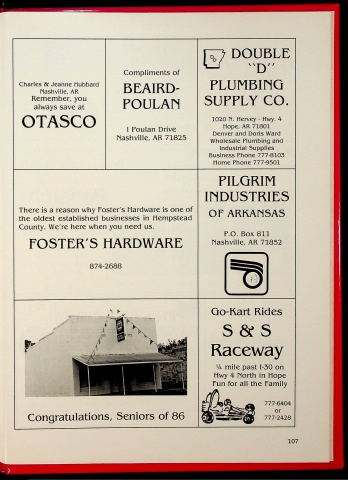 Charles & Jeanne Hubbard
Nashville, AR
Remember, you
always save at
OTASCO
Compliments of
BEAIRD-
POULAN
1 Poulan Drive
Nashville, AR 71825
DOUBLE
"D"
PLUMBING
SUPPLY CO.
1020 N. Hervey - Hwy. 4
Hope, AR 71801
Denver and Doris Ward
Wholesale Plumbing and
Industrial Supplies
Business Phone 777-8103
Home Phone 777-9501
There is a reason why Foster's Hardware is one of
the oldest established businesses in Hempstead
County. We're here when you need us.
FOSTER'S HARDWARE
874-2688
PILGRIM
INDUSTRIES
OF ARKANSAS
P.O. Box 811
Nashville, AR 71852
Congratulations, Seniors of 86
Go-Kart Rides
S & S
Raceway
¼ mile past I-30 on
Hwy 4 North in Hope
Fun for all the Family
777-6404
or
777-2428
107